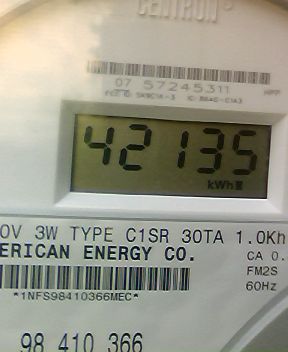 CENTRON
07 57245311
42135
kWh
0V 3W TYPE C1SR 30TA 1.0Kh
ERICAN ENERGY CO.
CA 0.
FM2S
*1NFS98410366MEC*
60Hz
98 410 366